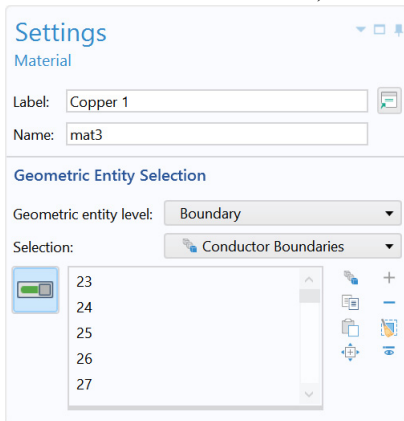 Settings
Material
Label: Copper 1
Name: mat3
Geometric Entity Selection
Geometric entity level: Boundary
Selection: Conductor Boundaries
23
24
25
26
27